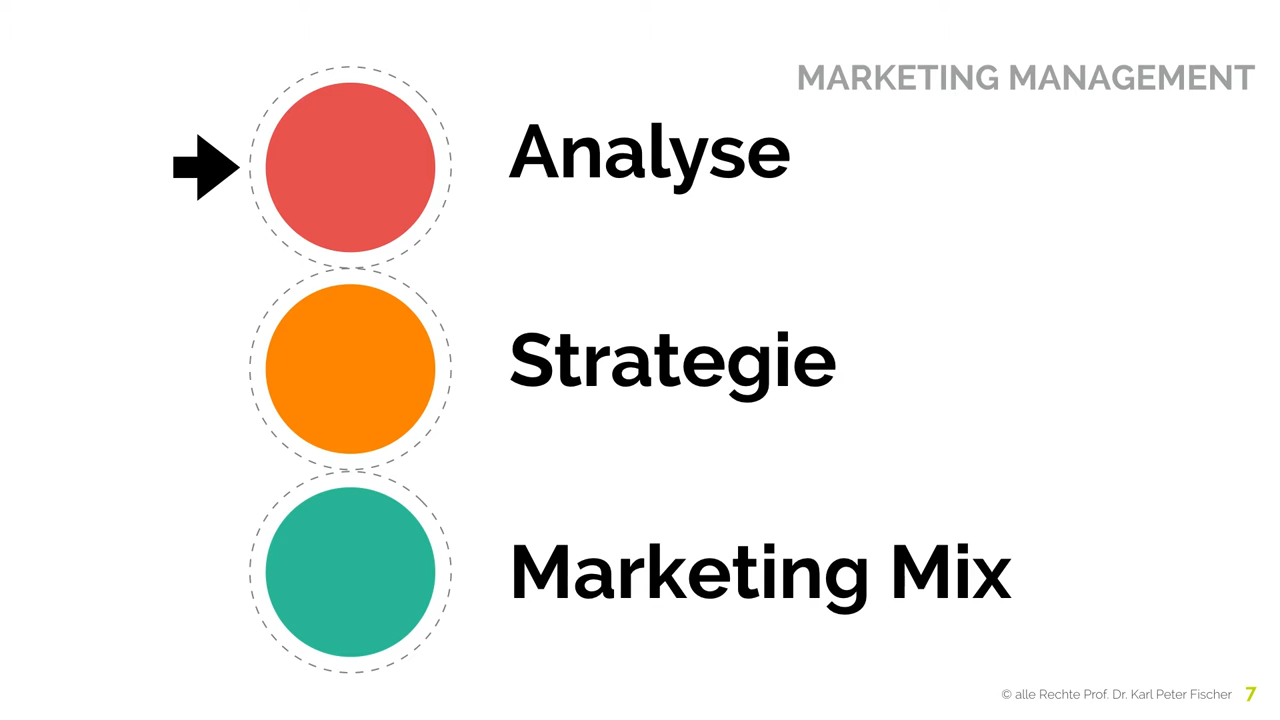 MARKETING MANAGEMENT
Analyse
Strategie
Marketing Mix
© alle Rechte Prof. Dr. Karl Peter Fischer 7